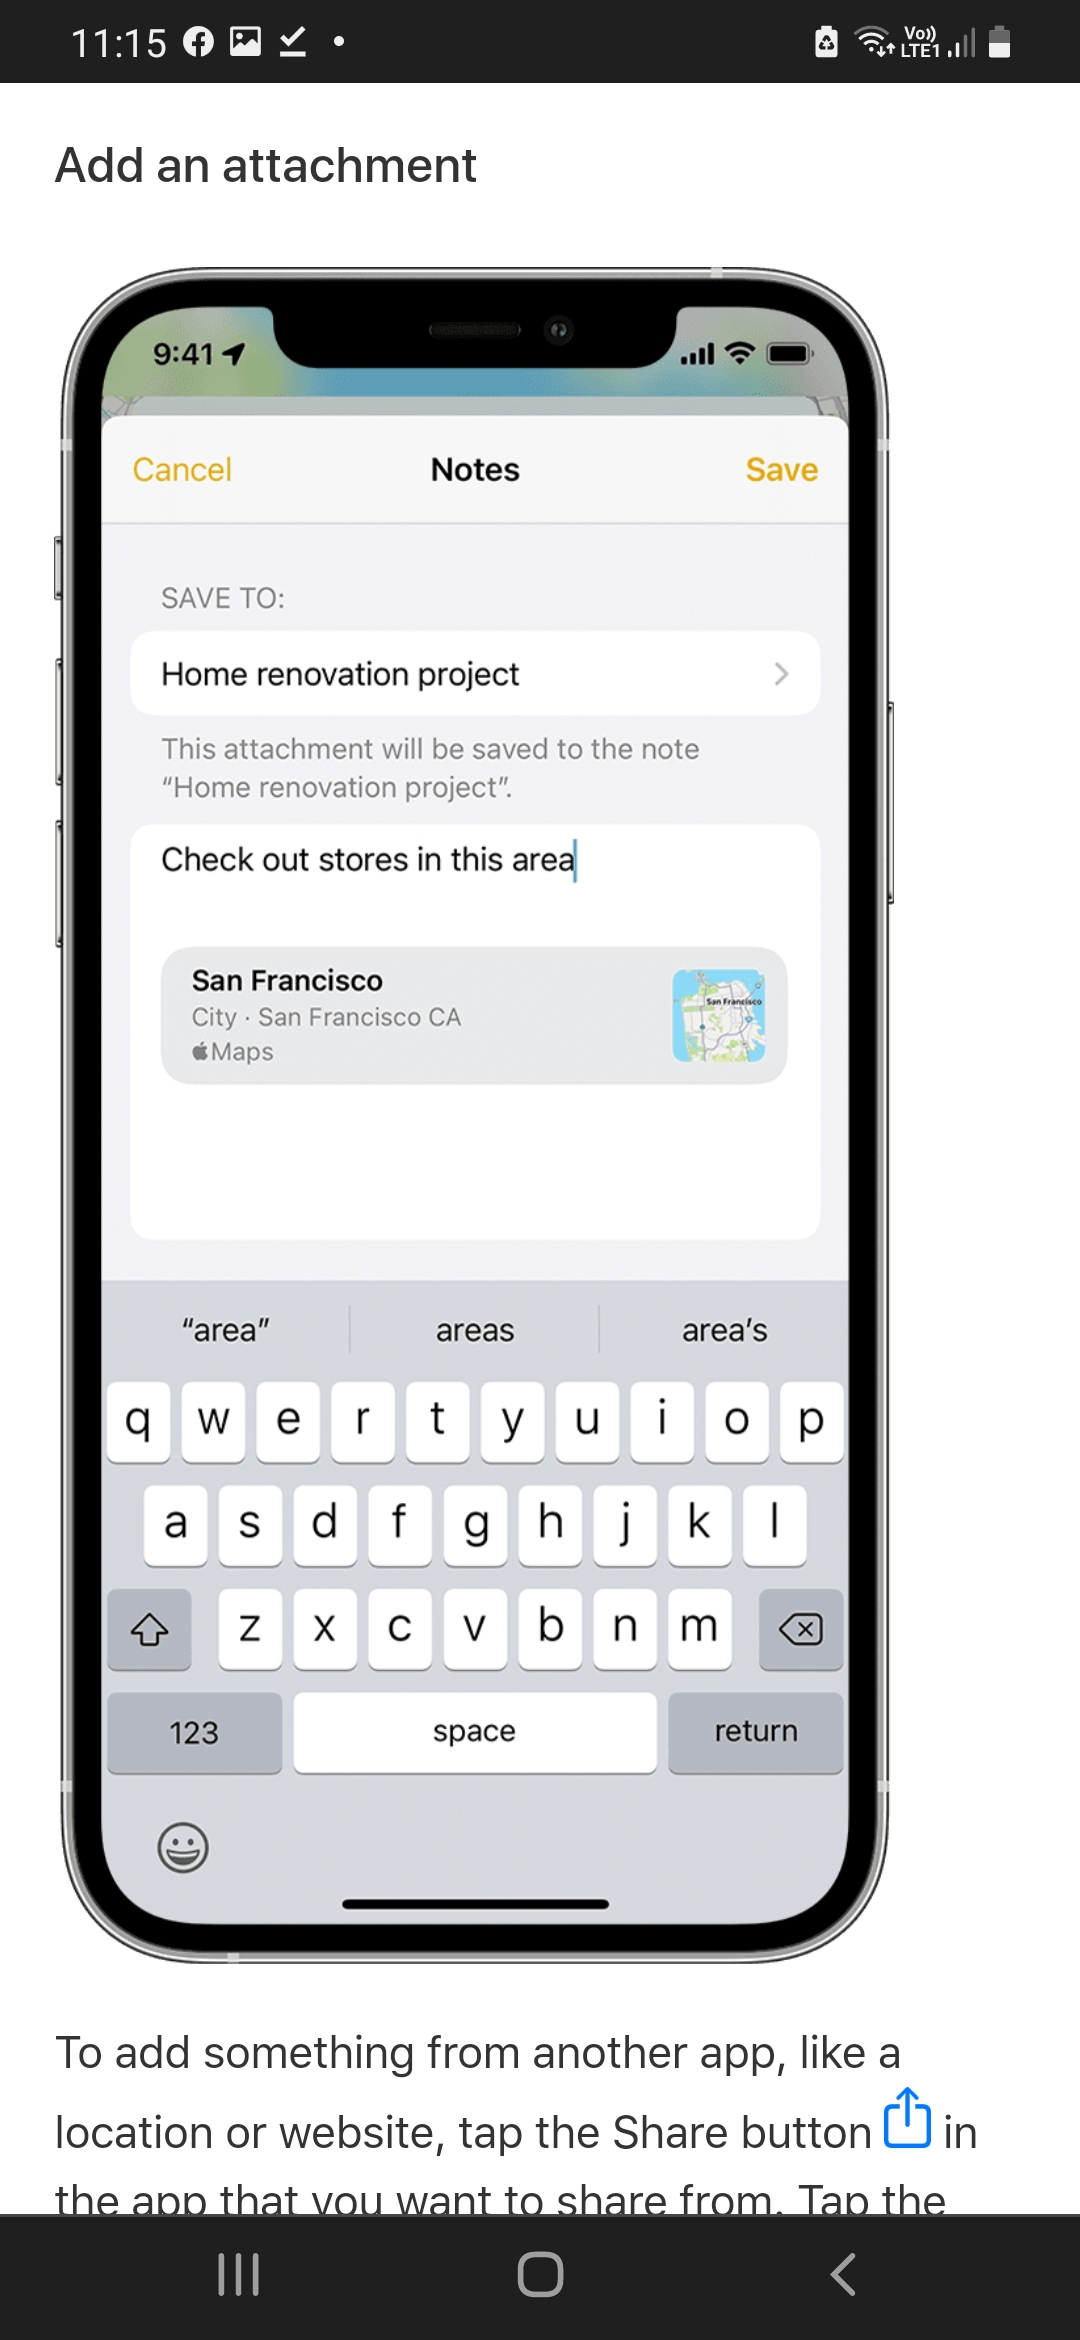 11:15
Vo))
LTE1
Add an attachment
9:41
Cancel
Notes
Save
SAVE TO:
Home renovation project
This attachment will be saved to the note
“Home renovation project”.
Check out stores in this area
San Francisco
City · San Francisco CA
Maps
San Francisco
“area”
areas
area’s
q w e r t y u i o p
a s d f g h j k l
z x c v b n m
123
space
return
To add something from another app, like a
location or website, tap the Share button in
the app that you want to share from. Tap the